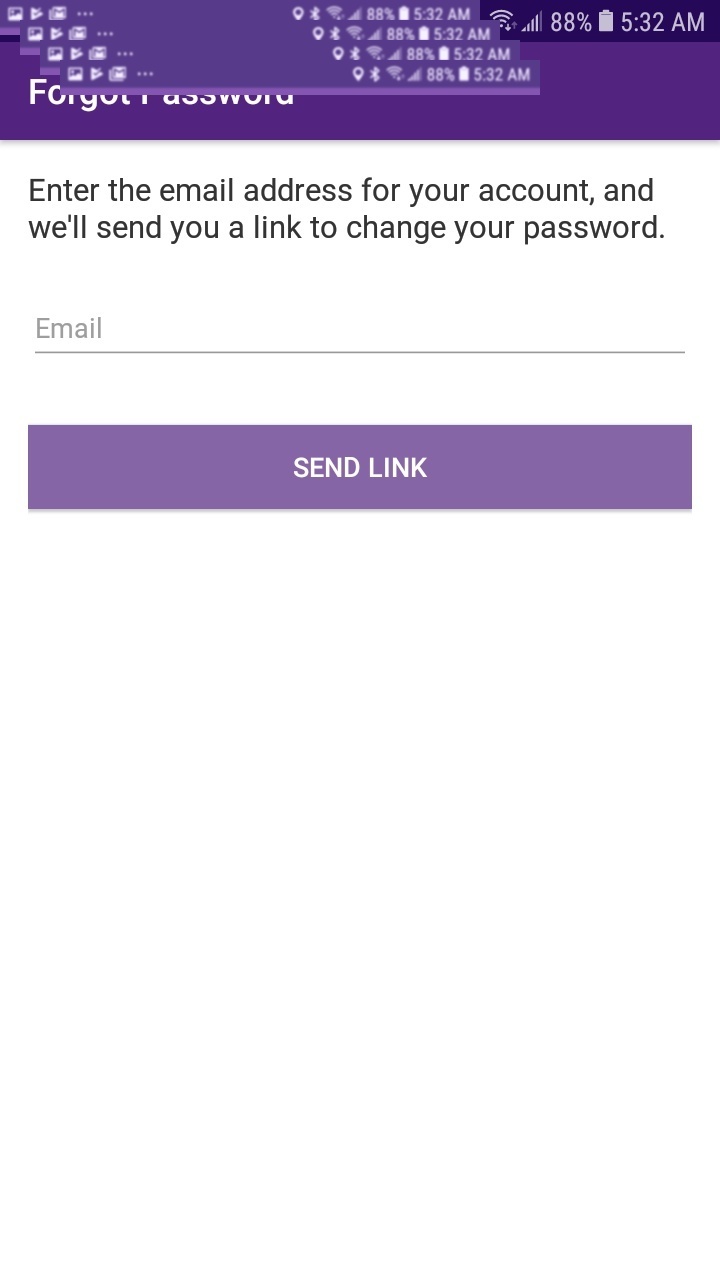 88% 5:32 AM 88% 5:32 AM
88% 5:32 AM
88% 5:32 AM
88% 5:32 AM
Forgot Password
Enter the email address for your account, and
we'll send you a link to change your password.
Email
SEND LINK